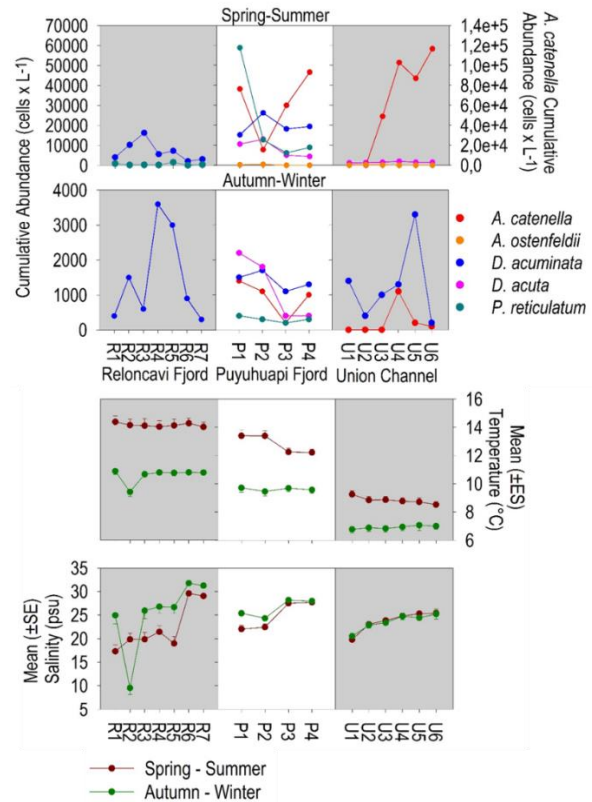 Spring-Summer
70000
60000
50000
40000
30000
20000
10000
0
1,4e+5
1,2e+5
1,0e+5
8,0e+4
6,0e+4
4,0e+4
2,0e+4
0,0
A. catenella Cumulative
Abundance (cells x L-1)
Cumulative Abundance (cells x L-1)
Autumn-Winter
4000
3000
2000
1000
0
A. catenella
A. ostenfeldii
D. acuminata
D. acuta
P. reticulatum
R1 R2 R3 R4 R5 R6 R7
P1 P2 P3 P4
U1 U2 U3 U4 U5 U6
Reloncavi Fjord
Puyuhuapi Fjord
Union Channel
16
14
12
10
8
6
Mean (±ES)
Temperature (°C)
35
30
25
20
15
10
5
0
Mean (±SE)
Salinity (psu)
R1 R2 R3 R4 R5 R6 R7
P1 P2 P3 P4
U1 U2 U3 U4 U5 U6
Spring - Summer
Autumn - Winter